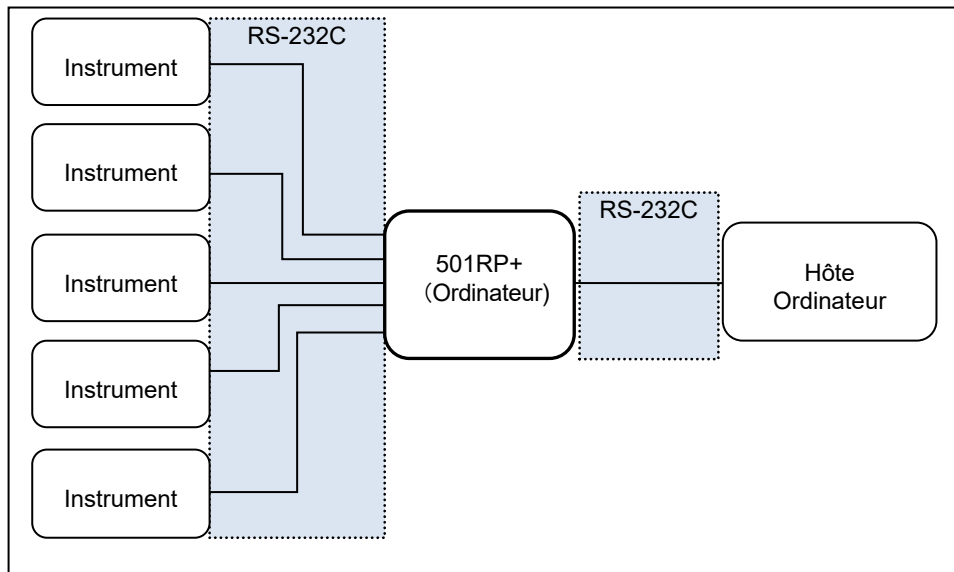 RS-232C
Instrument
Instrument
Instrument
Instrument
Instrument
501RP+
（Ordinateur)
RS-232C
Hôte
Ordinateur